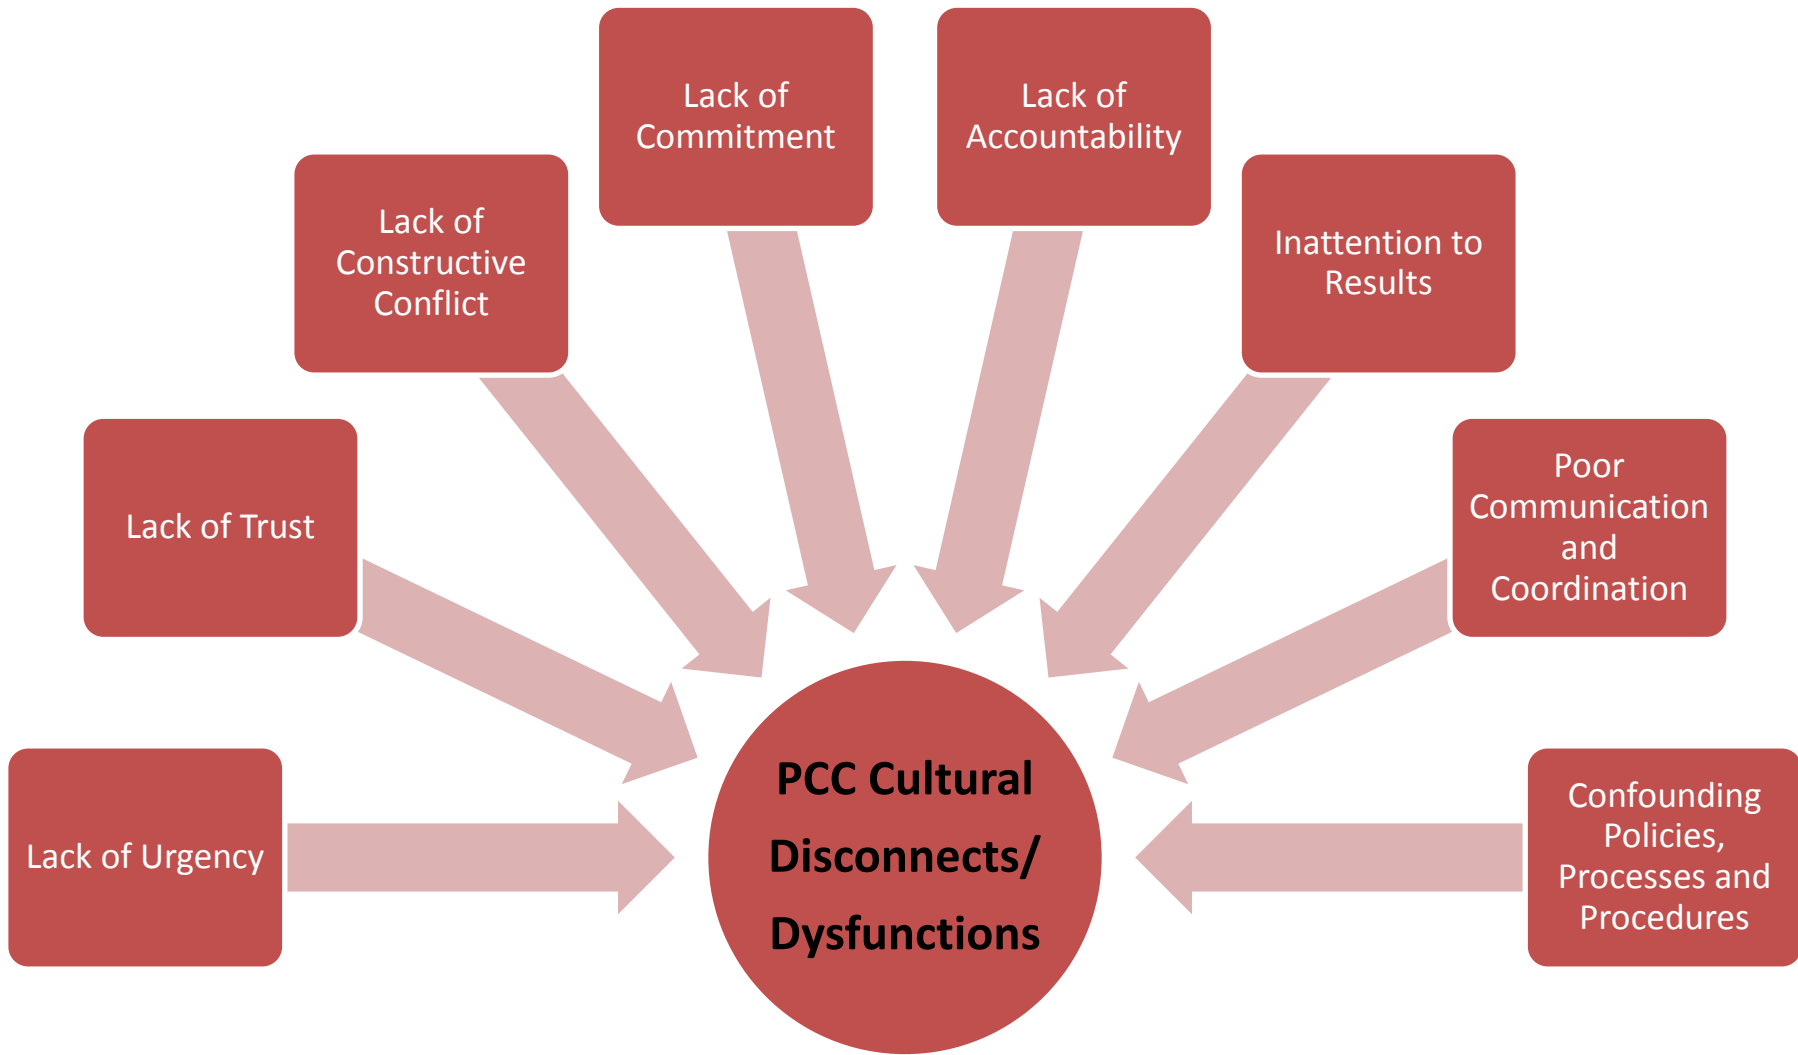 Lack of
Commitment
Lack of
Accountability
Lack of
Constructive
Conflict
Inattention to
Results
Lack of Trust
Poor
Communication
and
Coordination
Lack of Urgency
Confounding
Policies,
Processes and
Procedures
PCC Cultural
Disconnects/
Dysfunctions